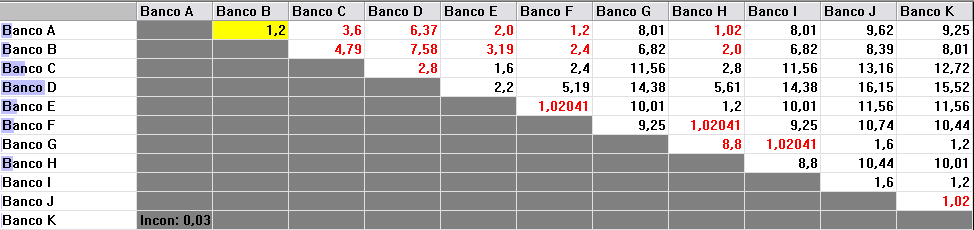 Banco A Banco B Banco C Banco D Banco E Banco F Banco G Banco H Banco I Banco J Banco K
Banco A 1,2 3,6 6,37 2,0 1,2 8,01 1,02 8,01 9,62 9,25
Banco B 4,79 7,58 3,19 2,4 6,82 2,0 6,82 8,39 8,01
Banco C 2,8 1,6 2,4 11,56 2,8 11,56 13,16 12,72
Banco D 2,2 5,19 14,38 5,61 14,38 16,15 15,52
Banco E 1,02041 10,01 1,2 10,01 11,56 11,56
Banco F 9,25 1,02041 9,25 10,74 10,44
Banco G 8,8 1,02041 1,6 1,2
Banco H 8,8 10,44 10,01
Banco I 1,6 1,2
Banco J 1,02
Banco K Incon: 0,03